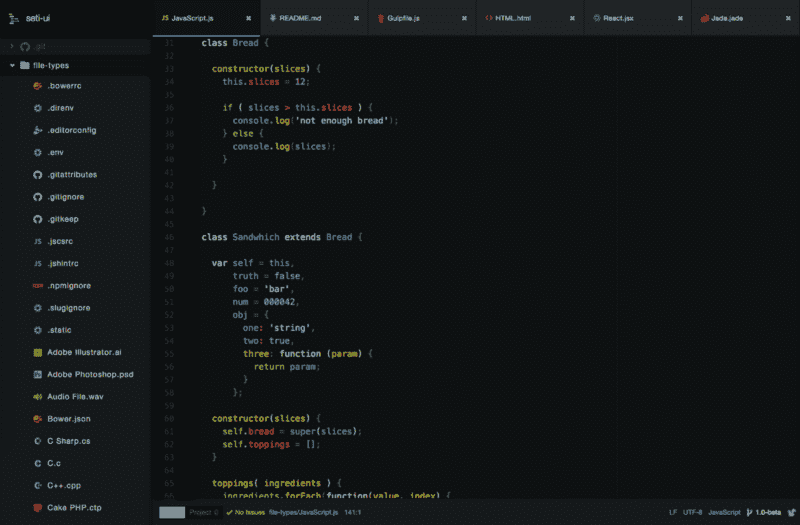 seti-ui
.git
file-types
.bowerrc
.direnv
.editorconfig
.env
.gitattributes
.gitignore
.gitkeep
.jscsrc
.jshintrc
.npmignore
.slugignore
.static
Adobe Illustrator.ai
Adobe Photoshop.psd
Audio File.wav
Bower.json
C Sharp.cs
C.c
C++.cpp
Cake PHP.ctp
JavaScript.js
README.md
Gulpfile.js
HTML.html
React.jsx
Jade.jade
31 class Bread {
32
33 constructor(slices) {
34 this.slices = 12;
35
36 if ( slices > this.slices ) {
37 console.log('not enough bread');
38 } else {
39 console.log(slices);
40 }
41
42 }
43
44 }
45
46 class Sandwhich extends Bread {
47
48 var self = this,
49 truth = false,
50 foo = 'bar',
51 num = 000042,
52 obj = {
53 one: 'string',
54 two: true,
55 three: function (param) {
56 return param;
57 }
58 };
59
60 constructor(slices) {
61 self.bread = super(slices);
62 self.toppings = [];
63 }
64
65 toppings( ingredients ) {
66 ingredients.forEach(function(value, index) {
Project 0 No Issues file-types/JavaScript.js 141:1 LF UTF-8 JavaScript 1.0-beta